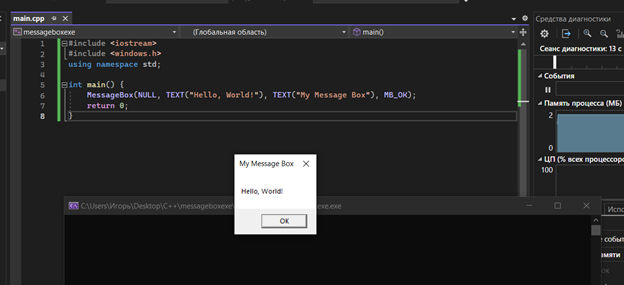 main.cpp
messageboxexe
(Глобальная область)
main()
1 #include <iostream>
2 #include <windows.h>
3 using namespace std;
4
5 int main() {
6 MessageBox(NULL, TEXT("Hello, World!"), TEXT("My Message Box"), MB_OK);
7 return 0;
8 }
Средства диагностики
Сеанс диагностики: 13 с
События
Память процесса (МБ)
2
0
ЦП (% всех процессоро
100
My Message Box
Hello, World!
OK
C:\Users\Игорь\Desktop\C++\messageboxexe\
exe.exe
Испо
е событ
амяти